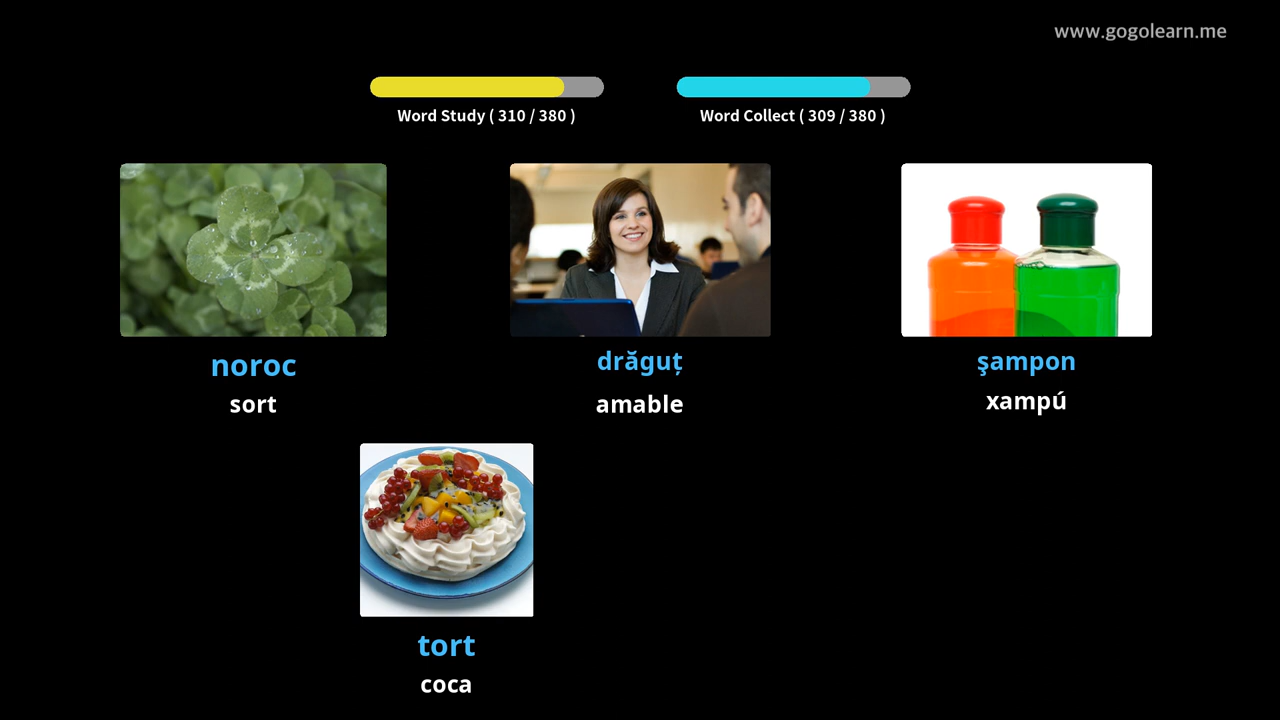 www.gogolearn.me
Word Study ( 310 / 380 )
Word Collect ( 309 / 380 )
noroc
drăguț
şampon
sort
amable
xampú
tort
coca